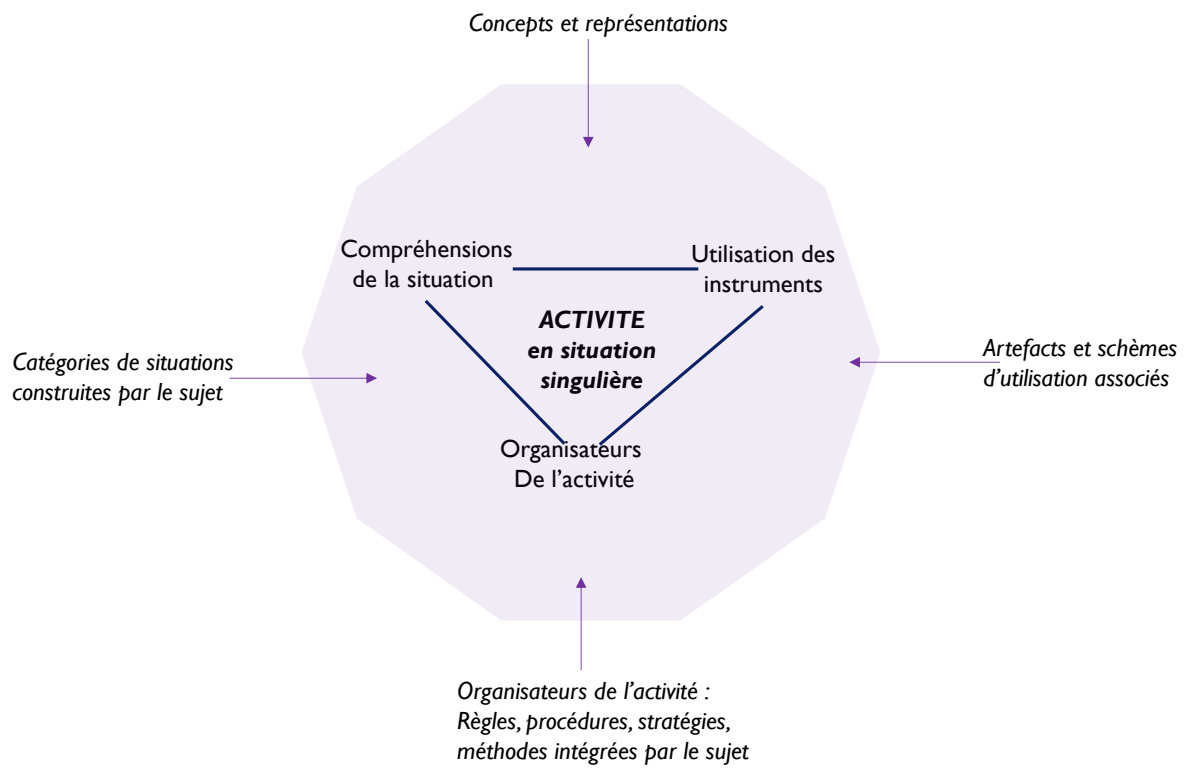 Concepts et représentations
Compréhensions
de la situation
Utilisation des
instruments
ACTIVITE
en situation
singulière
Catégories de situations
construites par le sujet
Artefacts et schèmes
d’utilisation associés
Organisateurs
De l’activité
Organisateurs de l’activité :
Règles, procédures, stratégies,
méthodes intégrées par le sujet